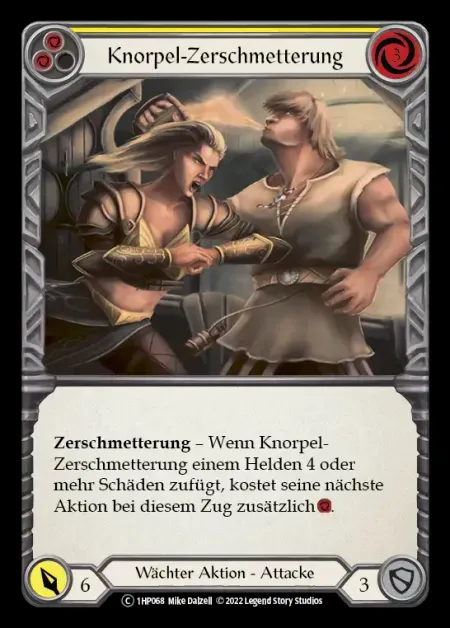 Knorpel-Zerschmetterung
3
Zerschmetterung – Wenn Knorpel-
Zerschmetterung einem Helden 4 oder
mehr Schäden zufügt, kostet seine nächste
Aktion bei diesem Zug zusätzlich .
6
Wächter Aktion - Attacke
3
C 1HP068 Mike Dalzell © 2022 Legend Story Studios